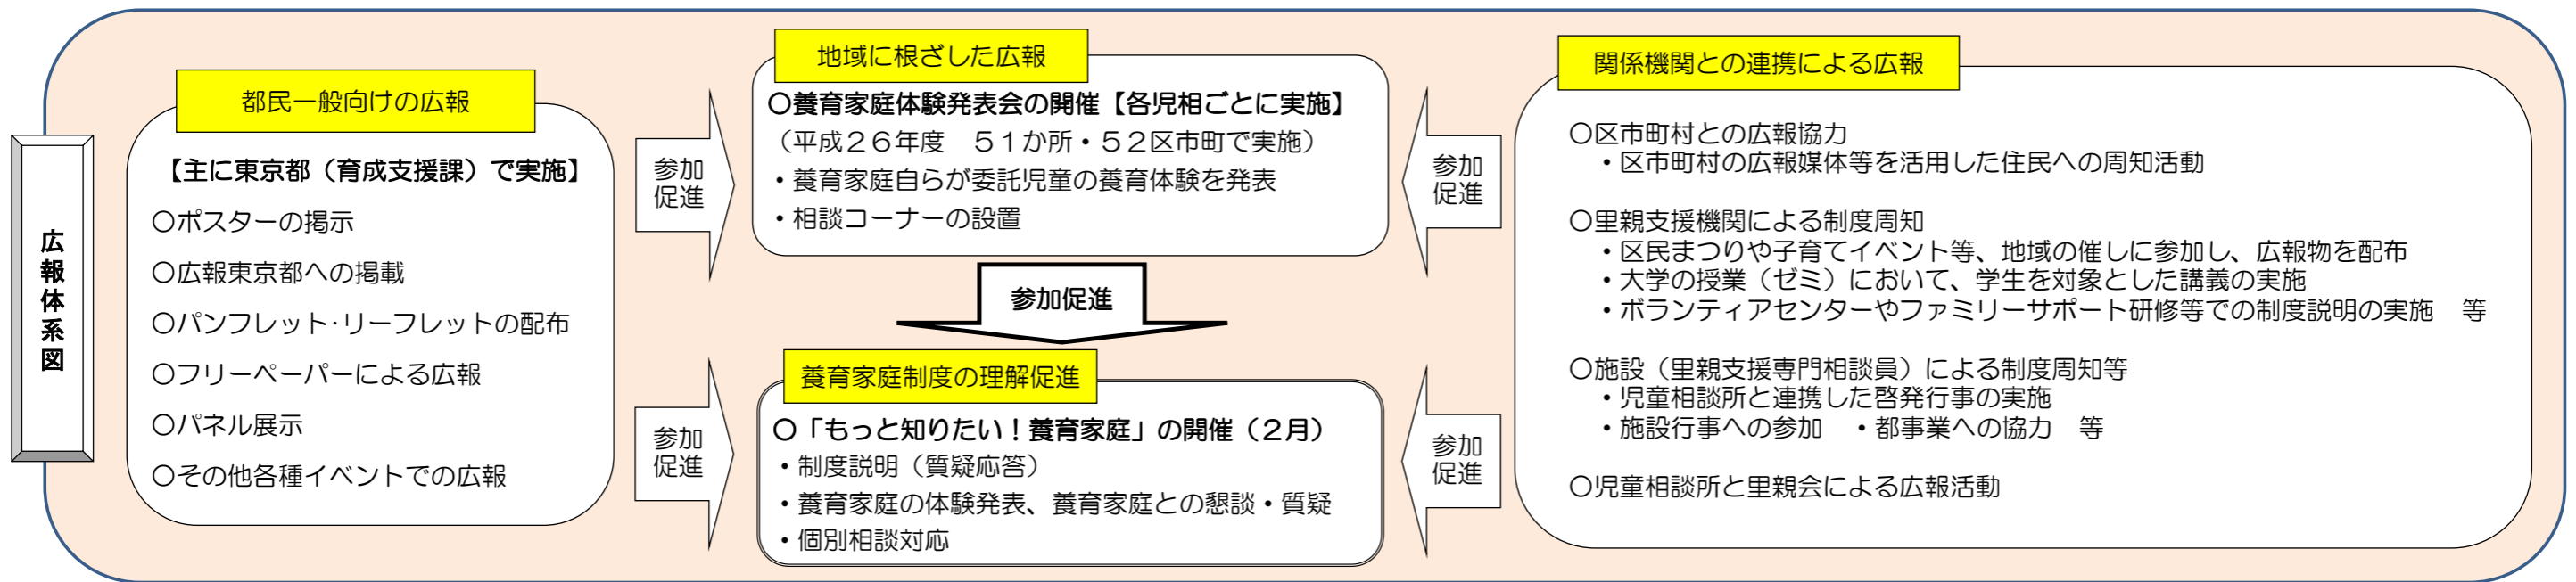 広報体系図
都民一般向けの広報
【主に東京都（育成支援課）で実施】
〇ポスターの掲示
〇広報東京都への掲載
〇パンフレット･リーフレットの配布
〇フリーペーパーによる広報
〇パネル展示
〇その他各種イベントでの広報
参加
促進
参加
促進
地域に根ざした広報
〇養育家庭体験発表会の開催【各児相ごとに実施】
（平成２６年度　５１か所・５２区市町で実施）
・養育家庭自らが委託児童の養育体験を発表
・相談コーナーの設置
参加促進
養育家庭制度の理解促進
〇「もっと知りたい！養育家庭」の開催（２月）
・制度説明（質疑応答）
・養育家庭の体験発表、養育家庭との懇談・質疑
・個別相談対応
参加
促進
参加
促進
関係機関との連携による広報
〇区市町村との広報協力
・区市町村の広報媒体等を活用した住民への周知活動
〇里親支援機関による制度周知
・区民まつりや子育てイベント等、地域の催しに参加し、広報物を配布
・大学の授業（ゼミ）において、学生を対象とした講義の実施
・ボランティアセンターやファミリーサポート研修等での制度説明の実施　等
〇施設（里親支援専門相談員）による制度周知等
・児童相談所と連携した啓発行事の実施
・施設行事への参加　・都事業への協力　等
〇児童相談所と里親会による広報活動